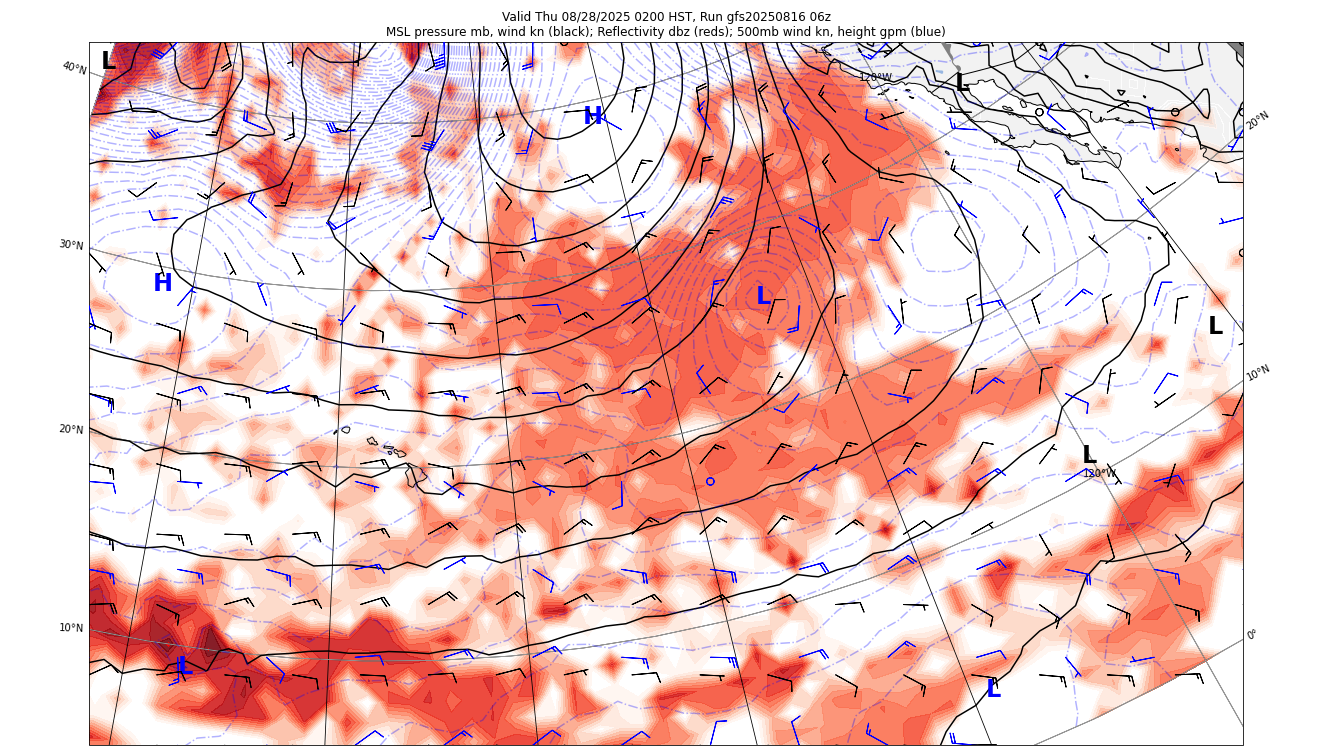 Valid Thu 08/28/2025 0200 HST, Run gfs20250816 06z
MSL pressure mb, wind kn (black); Reflectivity dbz (reds); 500mb wind kn, height gpm (blue)
L
40°N
120°W
L
H
20°N
30°N
H
L
L
10°N
20°N
L
120°W
10°N
0°
L
L